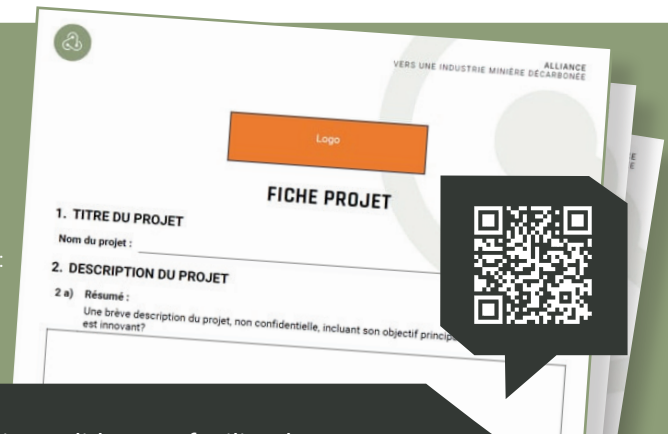 ALLIANCE
VERS UNE INDUSTRIE MINIÈRE DÉCARBONÉE
Logo
FICHE PROJET
1. TITRE DU PROJET
Nom du projet :
2. DESCRIPTION DU PROJET
2 a) Résumé :
Une brève description du projet, non confidentielle, incluant son objectif
est innovant?